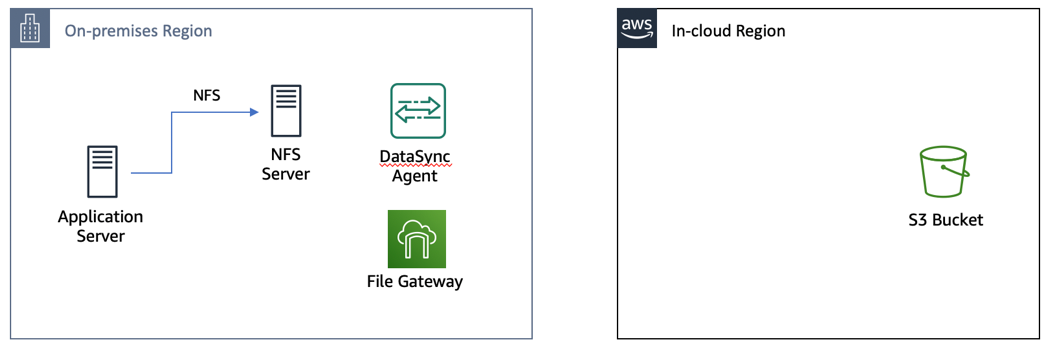 On-premises Region
NFS
NFS
Server
Application
Server
DataSync
Agent
File Gateway
aws
In-cloud Region
S3 Bucket